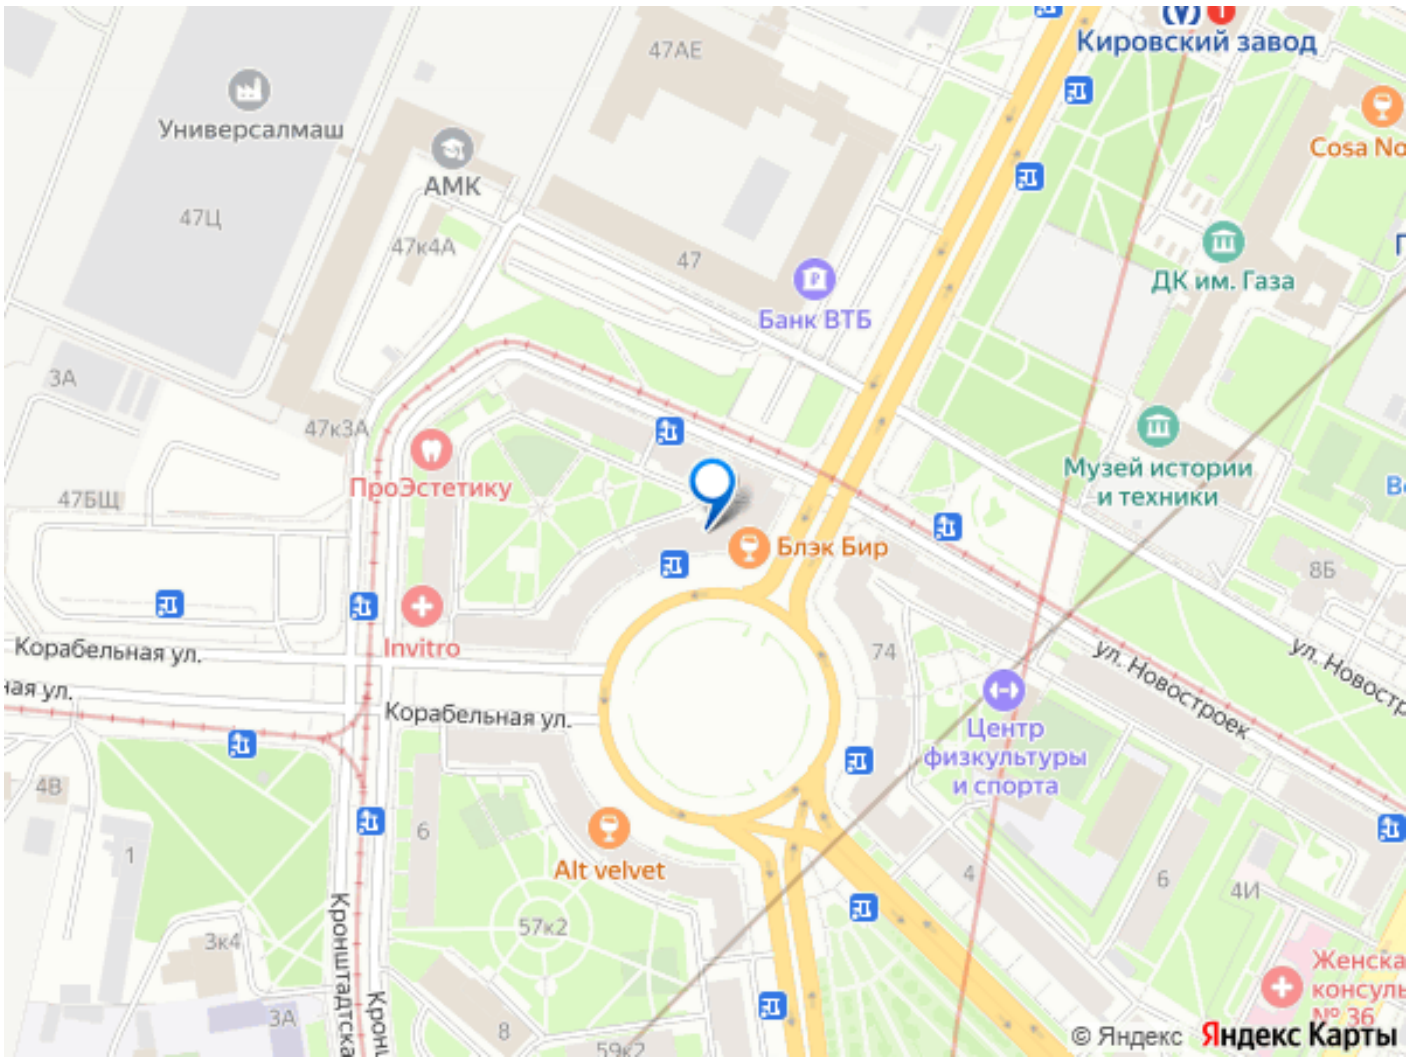 Кировский завод
47АЕ
Универсалмаш
АМК
Cosa No
47Ц
47к4А
47
ДК им. Газа
Банк ВТБ
3А
47к3А
ПроЭстетику
Музей истории
и техники
47БЩ
Блэк Бир
8Б
Invitro
Корабельная ул.
74
ул. Новостроек
ул. Новостр
ная ул.
Корабельная ул.
Центр
физкультуры
и спорта
4В
6
1
Alt velvet
4
6
4И
57к2
3к4
Кронштадтска
Крон
3А
8
59к2
Женска
консуль
№ 36
© Яндекс Яндекс Карты